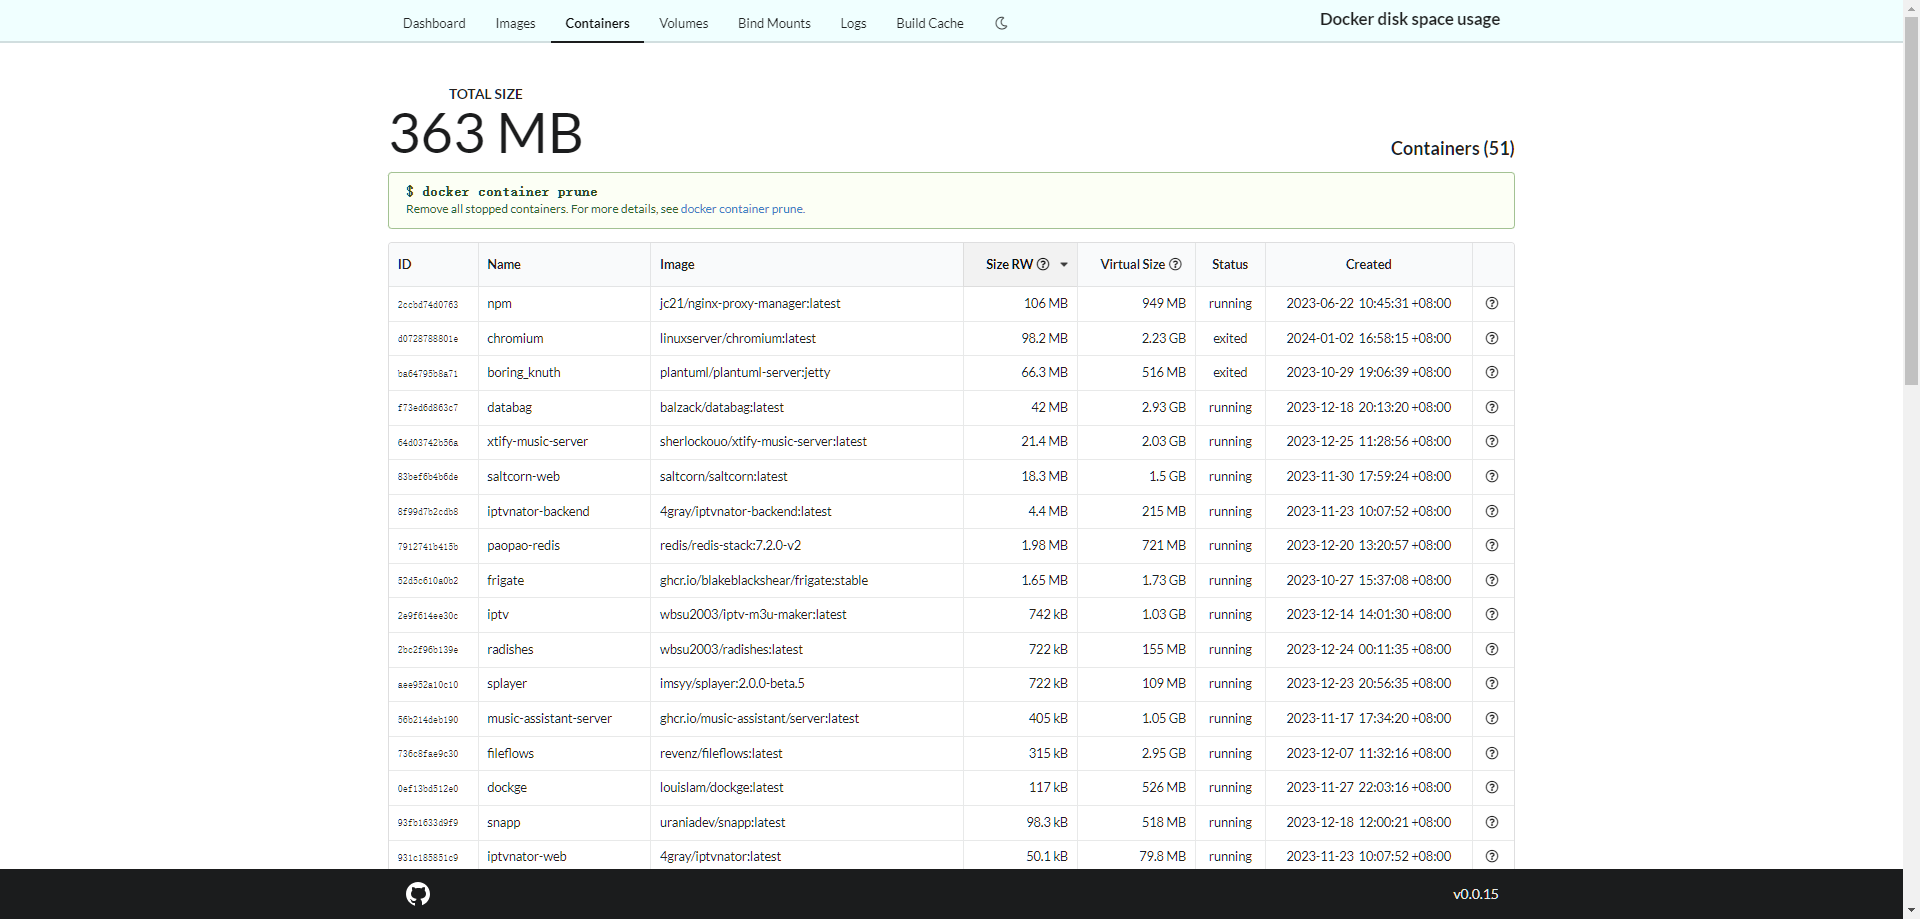 Dashboard Images Containers Volumes Bind Mounts Logs Build Cache Docker disk space usage
TOTAL SIZE
363 MB
Containers (51)
$ docker container prune
Remove all stopped containers. For more details, see docker container prune.
ID Name Image Size RW Virtual Size Status Created
2ccbd74d0763 npm jc21/nginx-proxy-manager:latest 106 MB 949 MB running 2023-06-22 10:45:31 +08:00
d0728788801e chromium linuxserver/chromium:latest 98.2 MB 2.23 GB exited 2024-01-02 16:58:15 +08:00
ba64795b8a71 boring_knuth plantuml/plantuml-server:jetty 66.3 MB 516 MB exited 2023-10-29 19:06:39 +08:00
f73ed6d863c7 databag balzack/databag:latest 42 MB 2.93 GB running 2023-12-18 20:13:20 +08:00
64d03742b56a xtify-music-server sherlockouo/xtify-music-server:latest 21.4 MB 2.03 GB running 2023-12-25 11:28:56 +08:00
83bef6b4b6de saltcorn-web saltcorn/saltcorn:latest 18.3 MB 1.5 GB running 2023-11-30 17:59:24 +08:00
8f99d7b2cdb8 iptvnator-backend 4gray/iptvnator-backend:latest 4.4 MB 215 MB running 2023-11-23 10:07:52 +08:00
7912741b415b paopao-redis redis/redis-stack:7.2.0-v2 1.98 MB 721 MB running 2023-12-20 13:20:57 +08:00
52d5c610a0b2 frigate ghcr.io/blakeblackshear/frigate:stable 1.65 MB 1.73 GB running 2023-10-27 15:37:08 +08:00
2e9f614ee30c iptv wbsu2003/iptv-m3u-maker:latest 742 kB 1.03 GB running 2023-12-14 14:01:30 +08:00
2bc2f96b139e radishes wbsu2003/radishes:latest 722 kB 155 MB running 2023-12-24 00:11:35 +08:00
aee952a10c10 splayer imsyy/splayer:2.0.0-beta.5 722 kB 109 MB running 2023-12-23 20:56:35 +08:00
56b214deb190 music-assistant-server ghcr.io/music-assistant/server:latest 405 kB 1.05 GB running 2023-11-17 17:34:20 +08:00
736c8fae9c30 fileflows revenz/fileflows:latest 315 kB 2.95 GB running 2023-12-07 11:32:16 +08:00
0ef13bd512e0 dockge louislam/dockge:latest 117 kB 526 MB running 2023-11-27 22:03:16 +08:00
93fb1633d9f9 snapp uraniadev/snapp:latest 98.3 kB 518 MB running 2023-12-18 12:00:21 +08:00
931c185851c9 iptvnator-web 4gray/iptvnator:latest 50.1 kB 79.8 MB running 2023-11-23 10:07:52 +08:00
v0.0.15